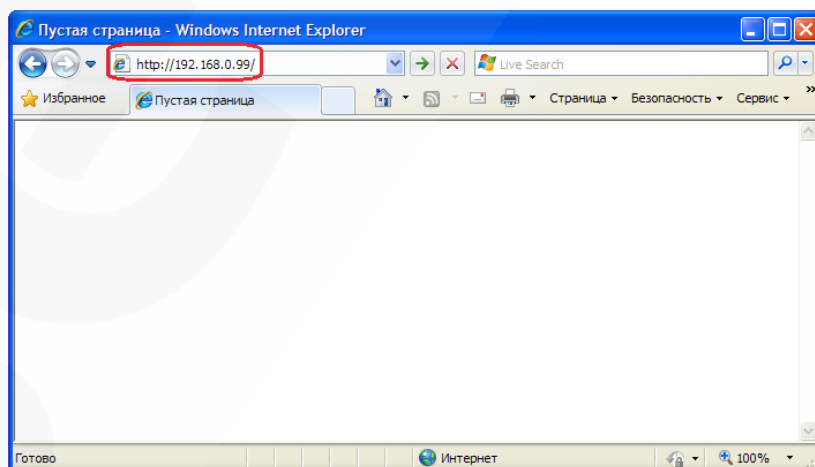 Пустая страница - Windows Internet Explorer
http://192.168.0.99/
Live Search
Избранное
Пустая страница
Страница
Безопасность
Сервис
»
Готово
Интернет
100%